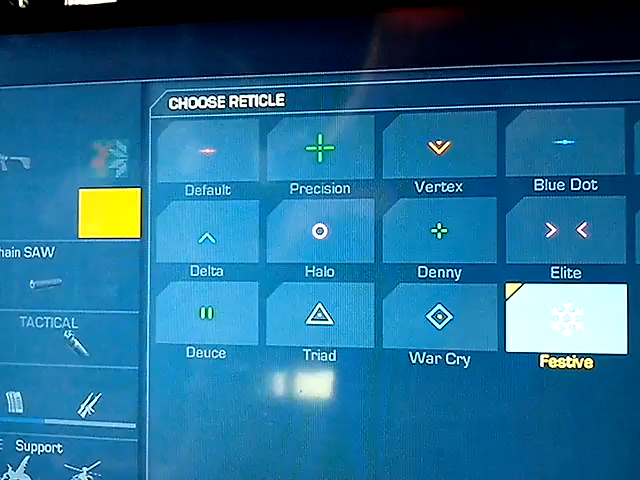 CHOOSE RETICLE
Default Precision Vertex Blue Dot
hain SAW
Delta Halo Denny Elite
TACTICAL
Deuce Triad War Cry Festive
E Support